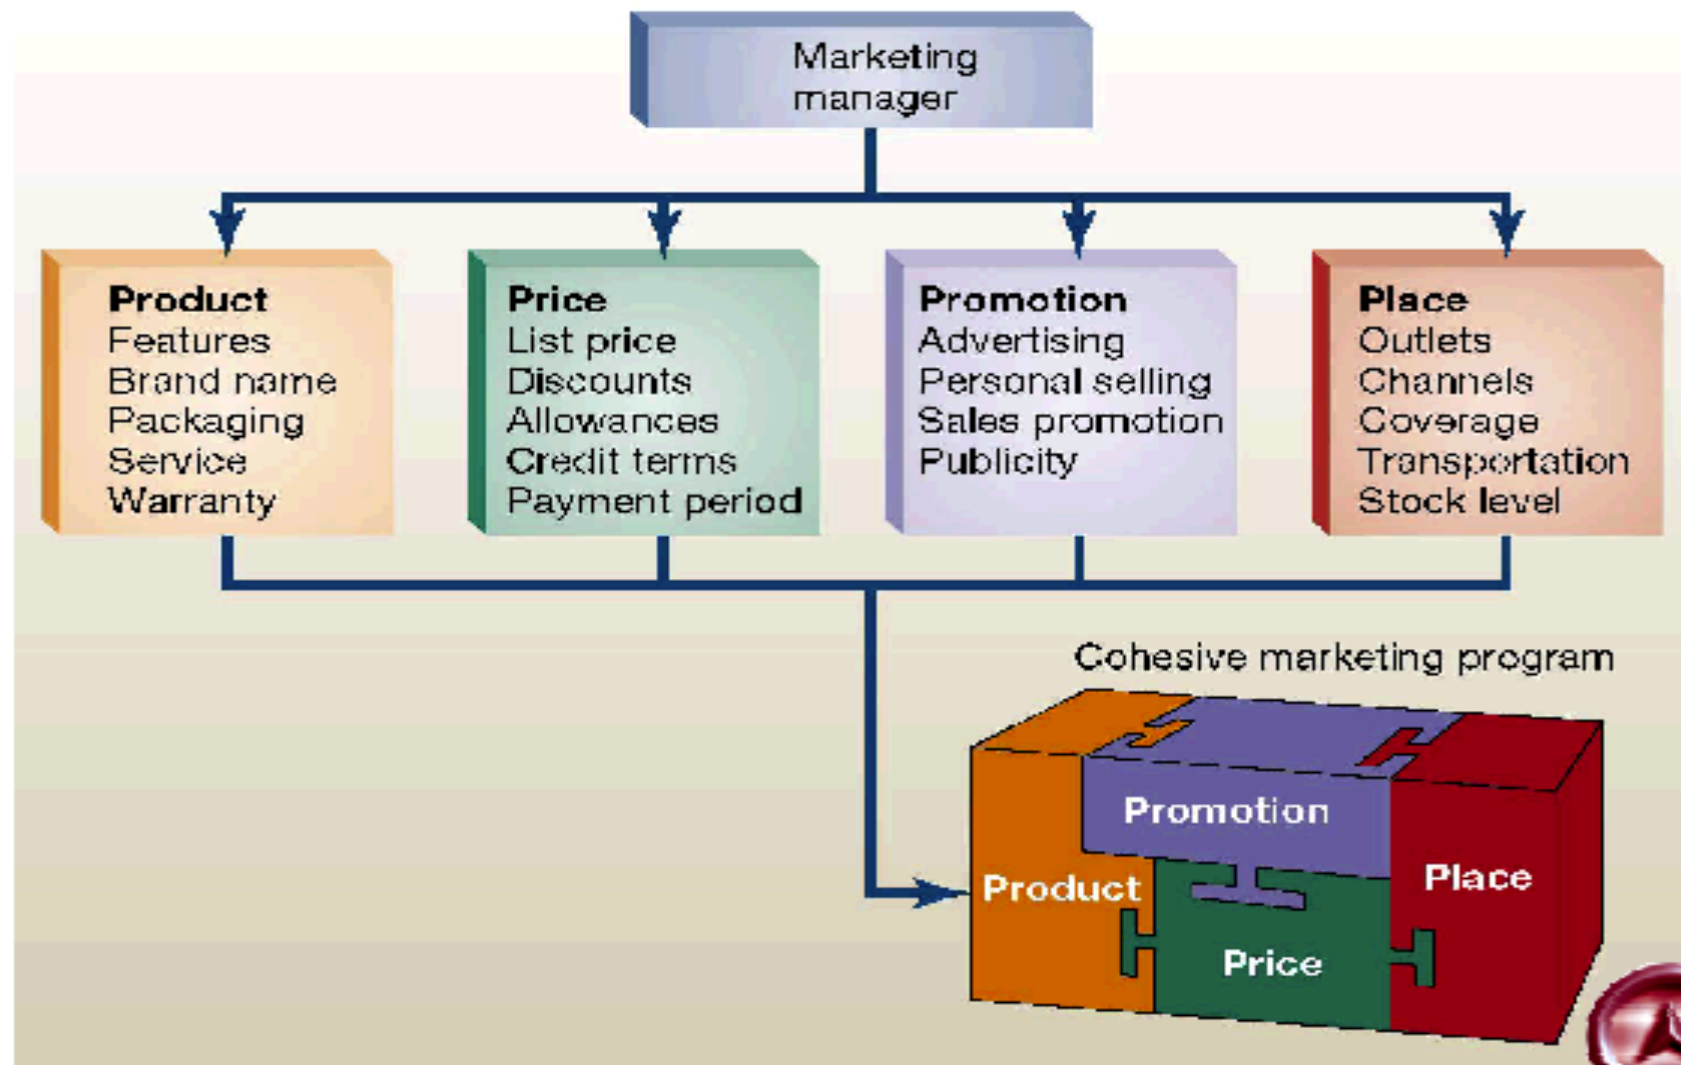 Marketing
manager
Product
Features
Brand name
Packaging
Service
Warranty
Price
List price
Discounts
Allowances
Credit terms
Payment period
Promotion
Advertising
Personal selling
Sales promotion
Publicity
Place
Outlets
Channels
Coverage
Transportation
Stock level
Cohesive marketing program
Promotion
Product
Place
Price